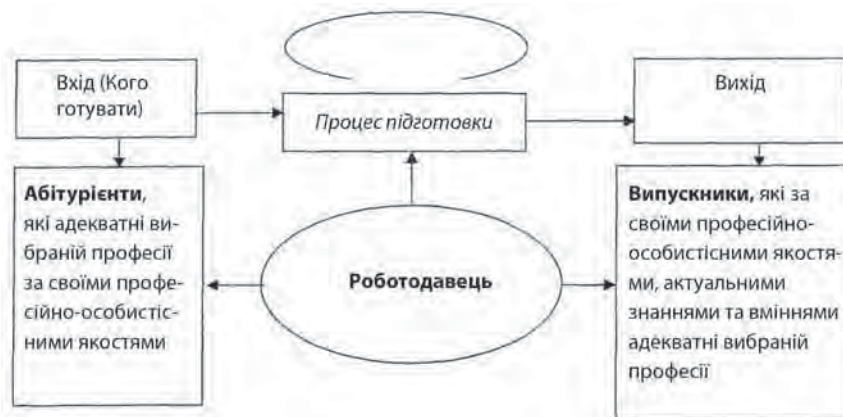 Вхід (Кого
готувати)
Процес підготовки
Вихід
Абітурієнти,
які адекватні ви-
браній професії
за своїми профе-
сійно-особистіс-
ними якостями
Роботодавець
Випускники, які за
своїми професійно-
особистісними якостя-
ми, актуальними
знаннями та вміннями
адекватні вибраній
професії